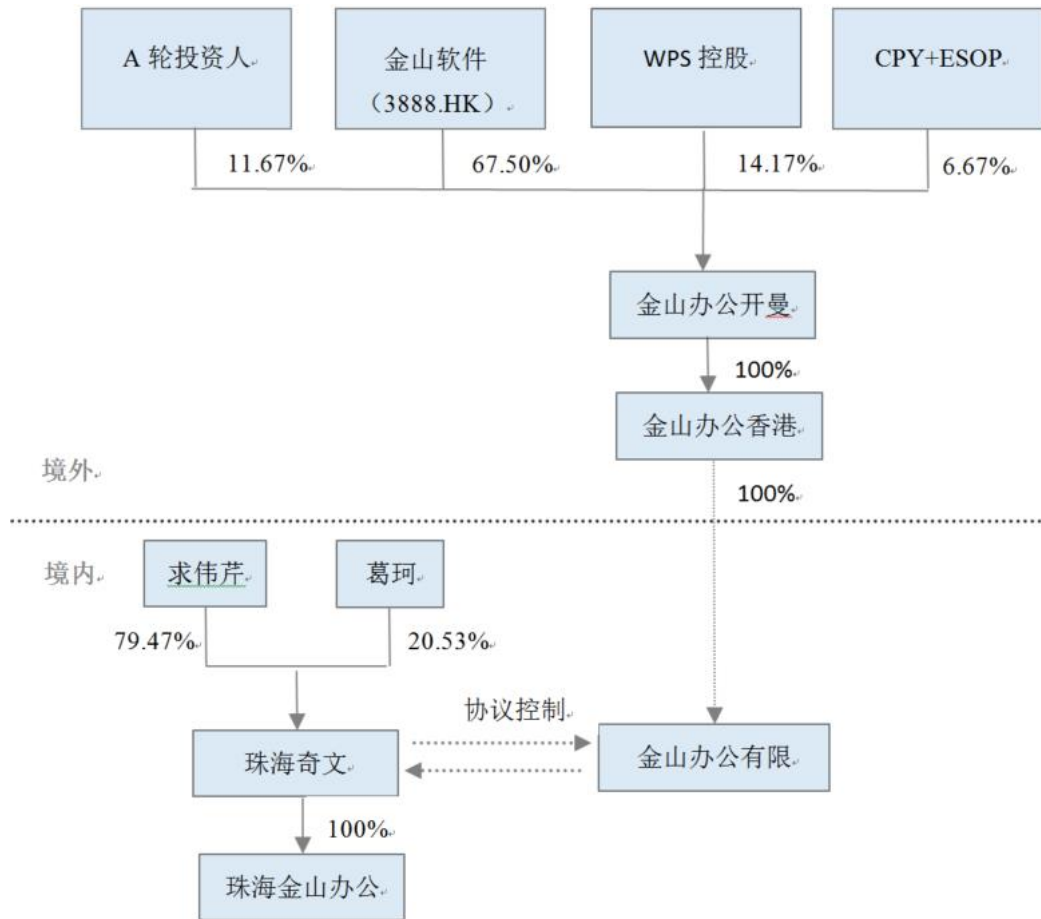 A 轮投资人
金山软件
（3888.HK）
WPS 控股
CPY+ESOP
11.67%
67.50%
14.17%
6.67%
金山办公开曼
100%
金山办公香港
境外
100%
境内
求伟芹
葛珂
79.47%
20.53%
协议控制
珠海奇文
金山办公有限
100%
珠海金山办公